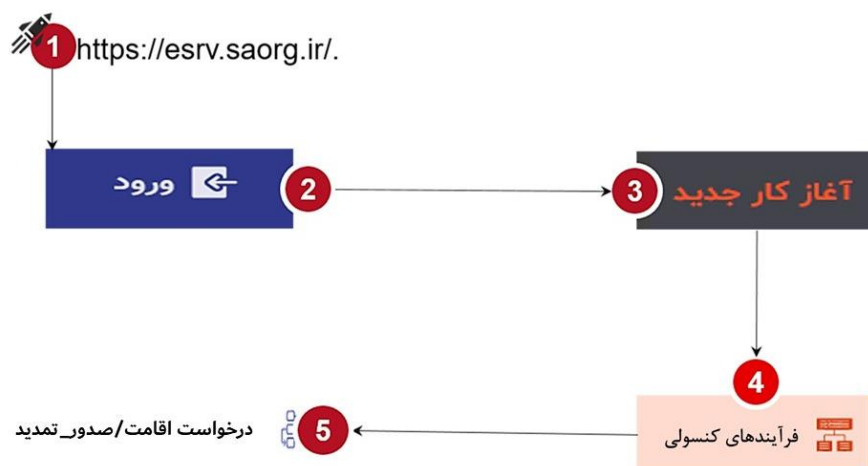 1 https://esrv.saorg.ir/.
ورود 2
3 آغاز کار جدید
4
فرآیندهای کنسولی
5 درخواست اقامت/صدور_تمدید